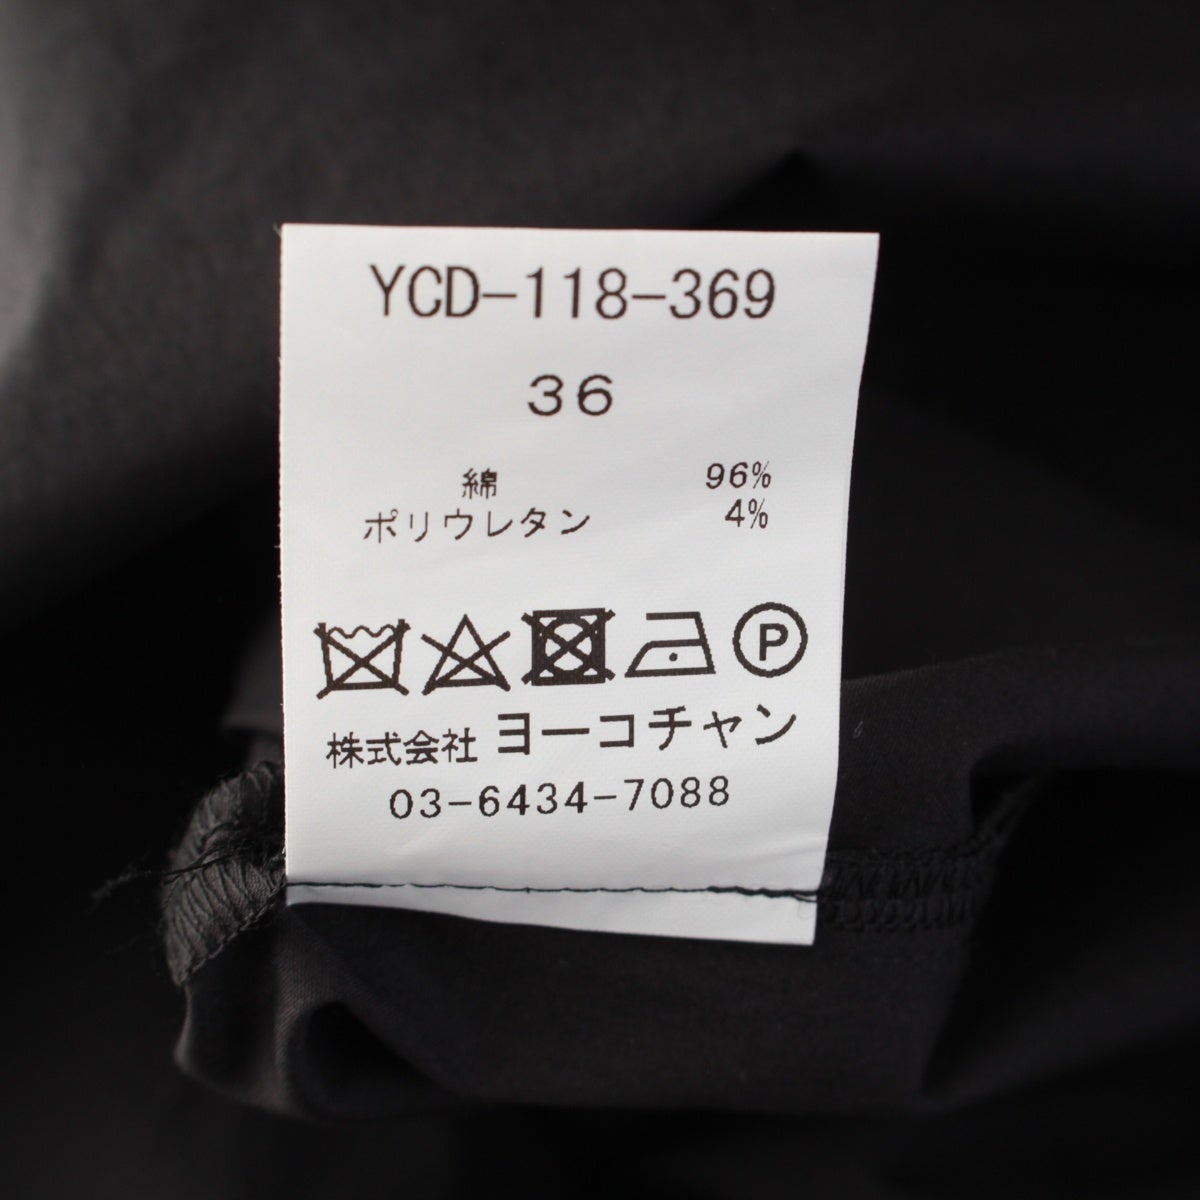 YCD-118-369
36
綿 96%
ポリウレタン 4%
P
株式会社 ヨーコチャン
03-6434-7088